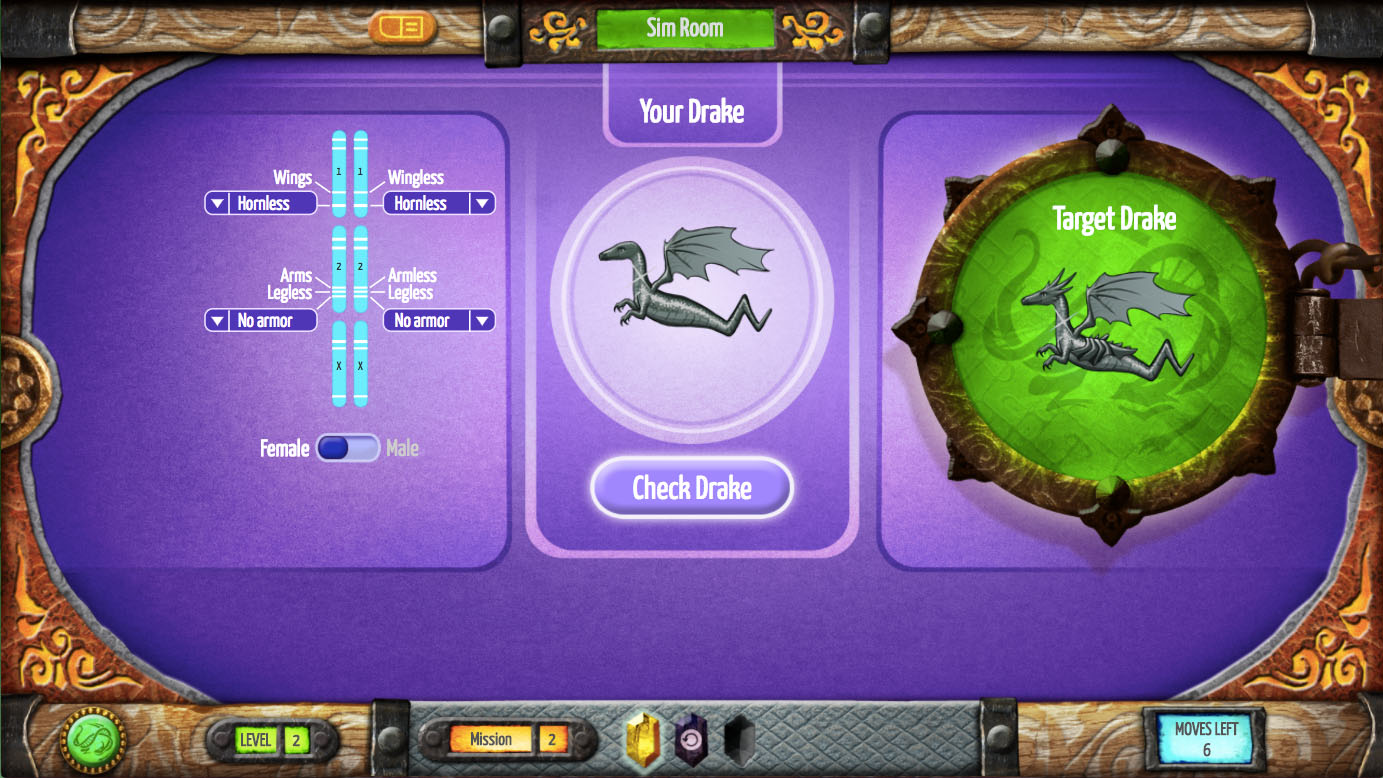 Sim Room
Your Drake
1 1
Wings Wingless
Hornless Hornless
2 2
Arms Armless
Legless Legless
No armor No armor
X X
Female Male
Check Drake
Target Drake
LEVEL 2
Mission 2
MOVES LEFT
6